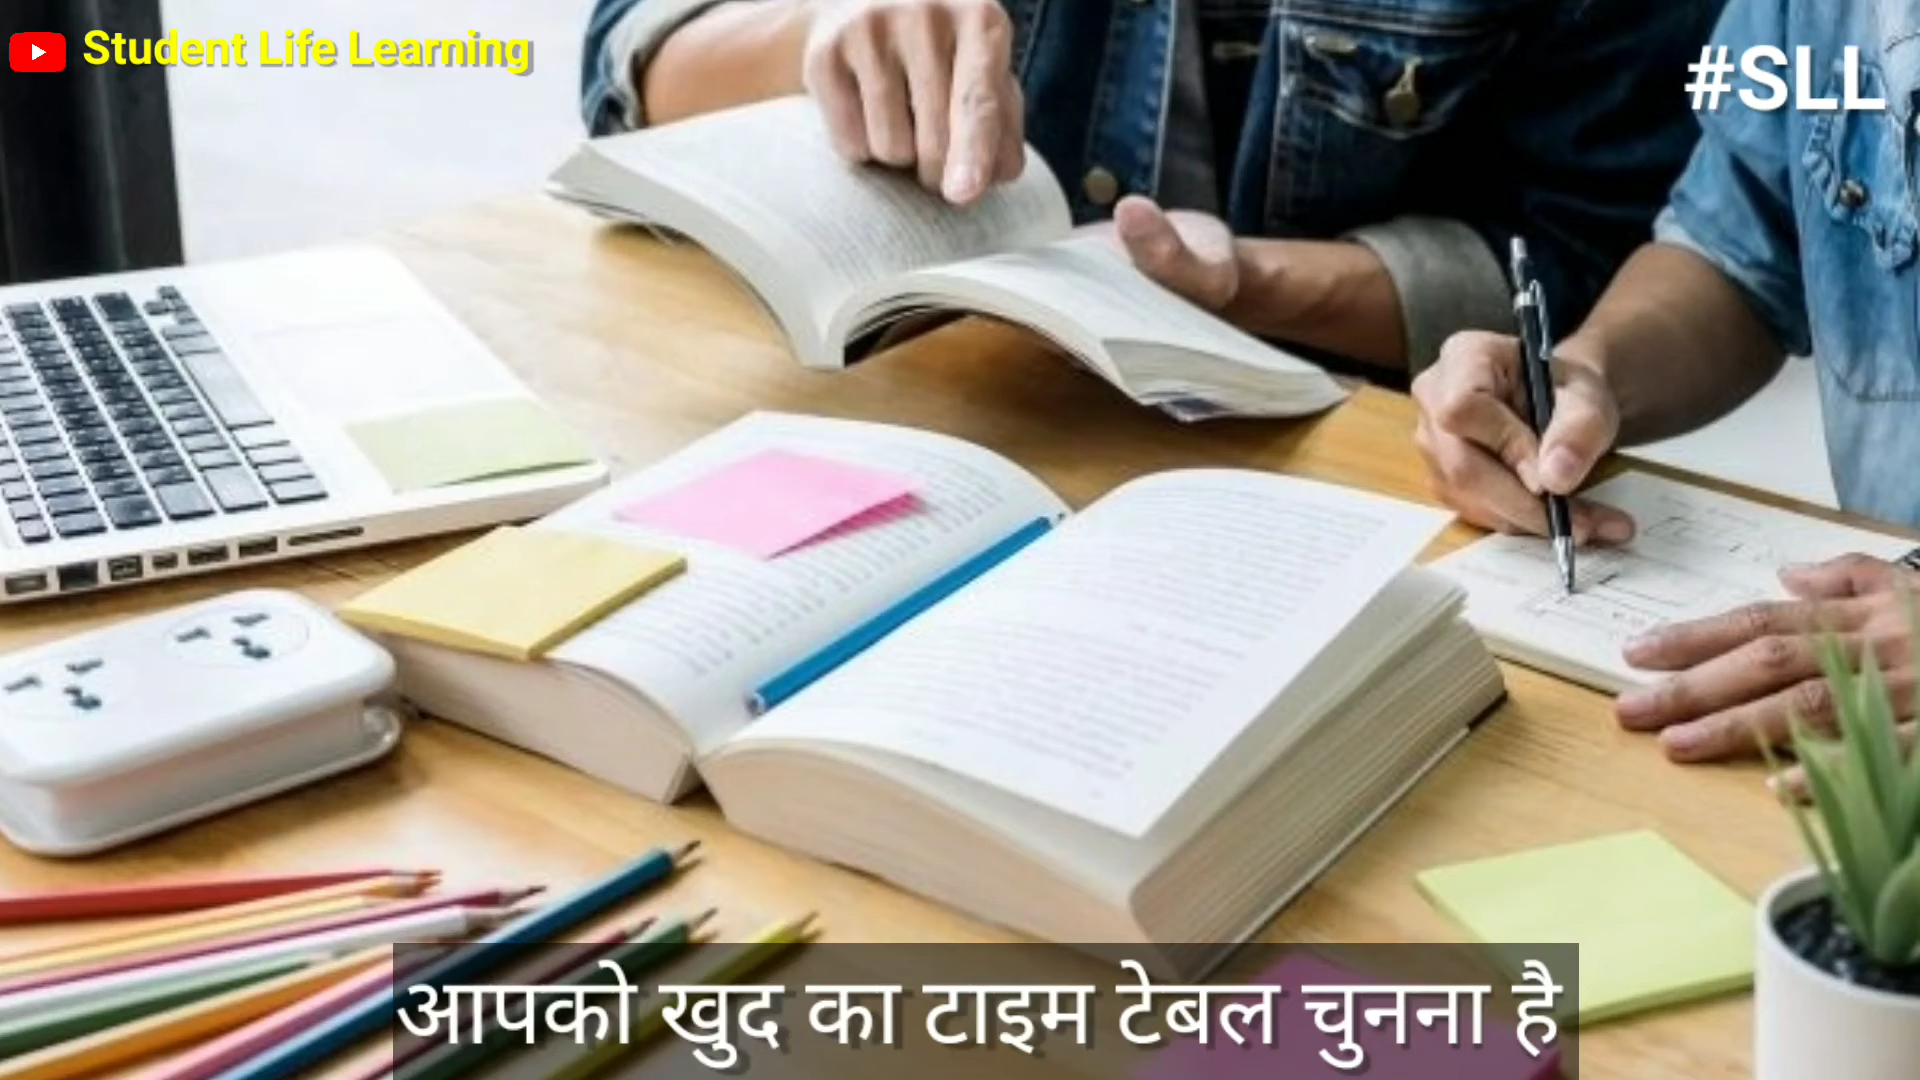 Student Life Learning
#SLL
आपको खुद का टाइम टेबल चुनना है